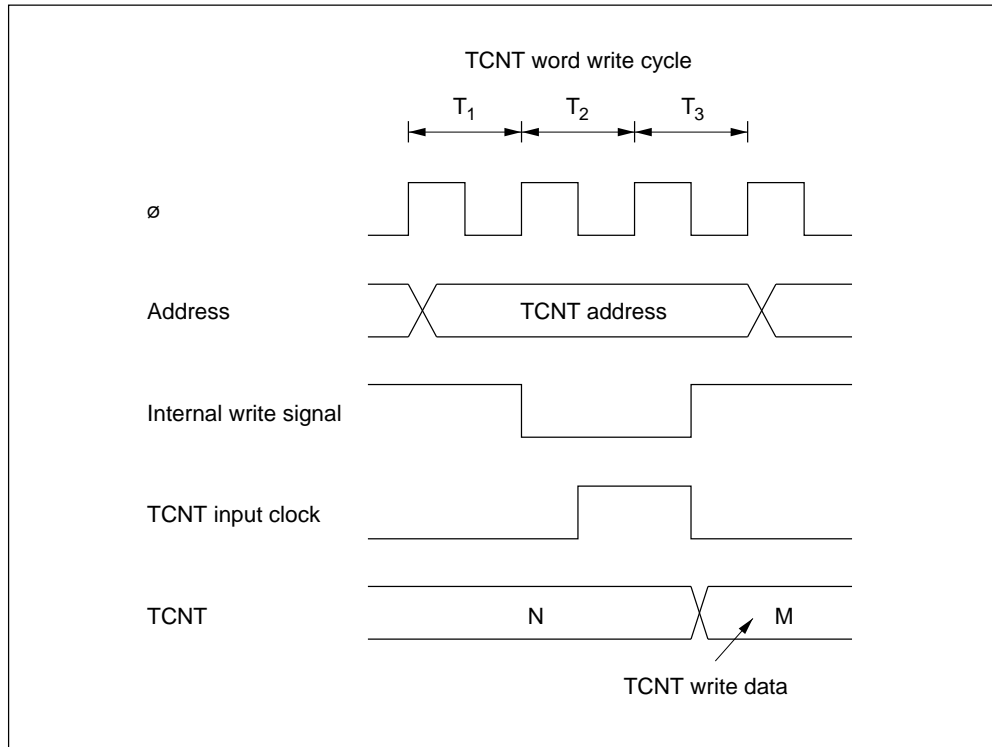 TCNT word write cycle
T1 T2 T3
ø
Address TCNT address
Internal write signal
TCNT input clock
TCNT N M
TCNT write data